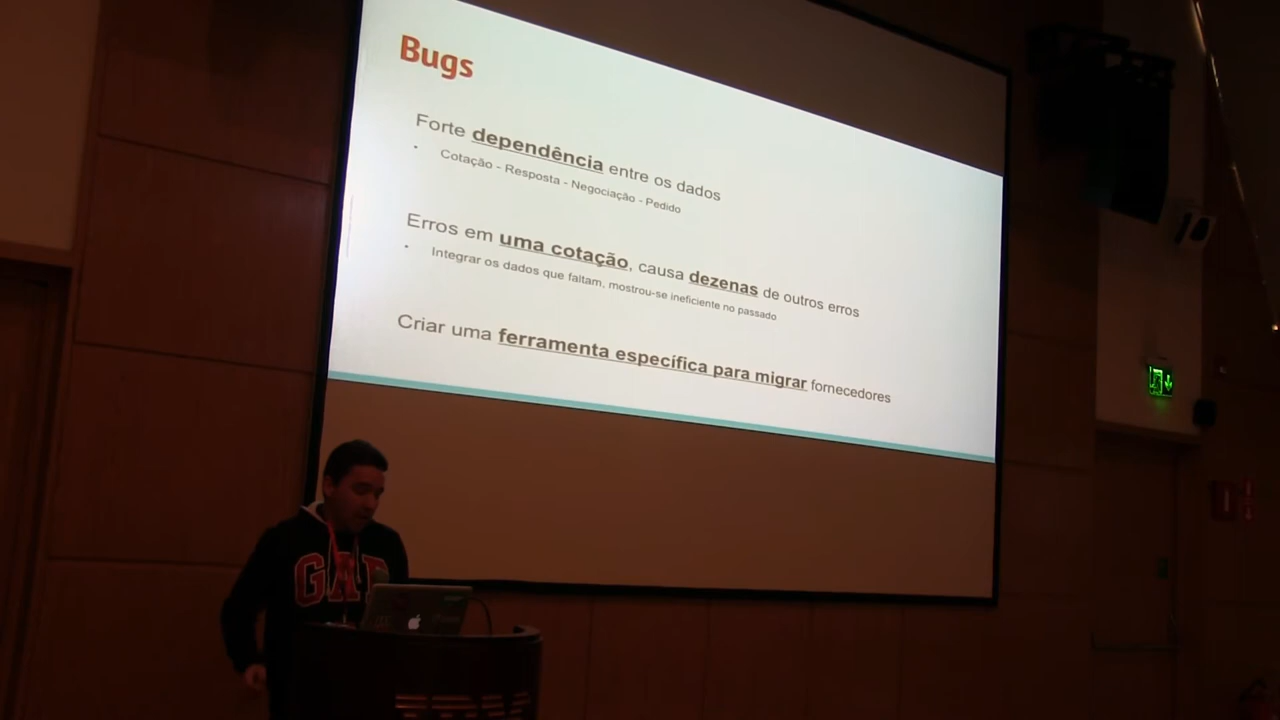 Bugs
Forte dependência entre os dados
• Cotação - Resposta - Negociação - Pedido
Erros em uma cotação, causa dezenas de outros erros
• Integrar os dados que faltam, mostrou-se ineficiente no passado
Criar uma ferramenta específica para migrar fornecedores
GAP